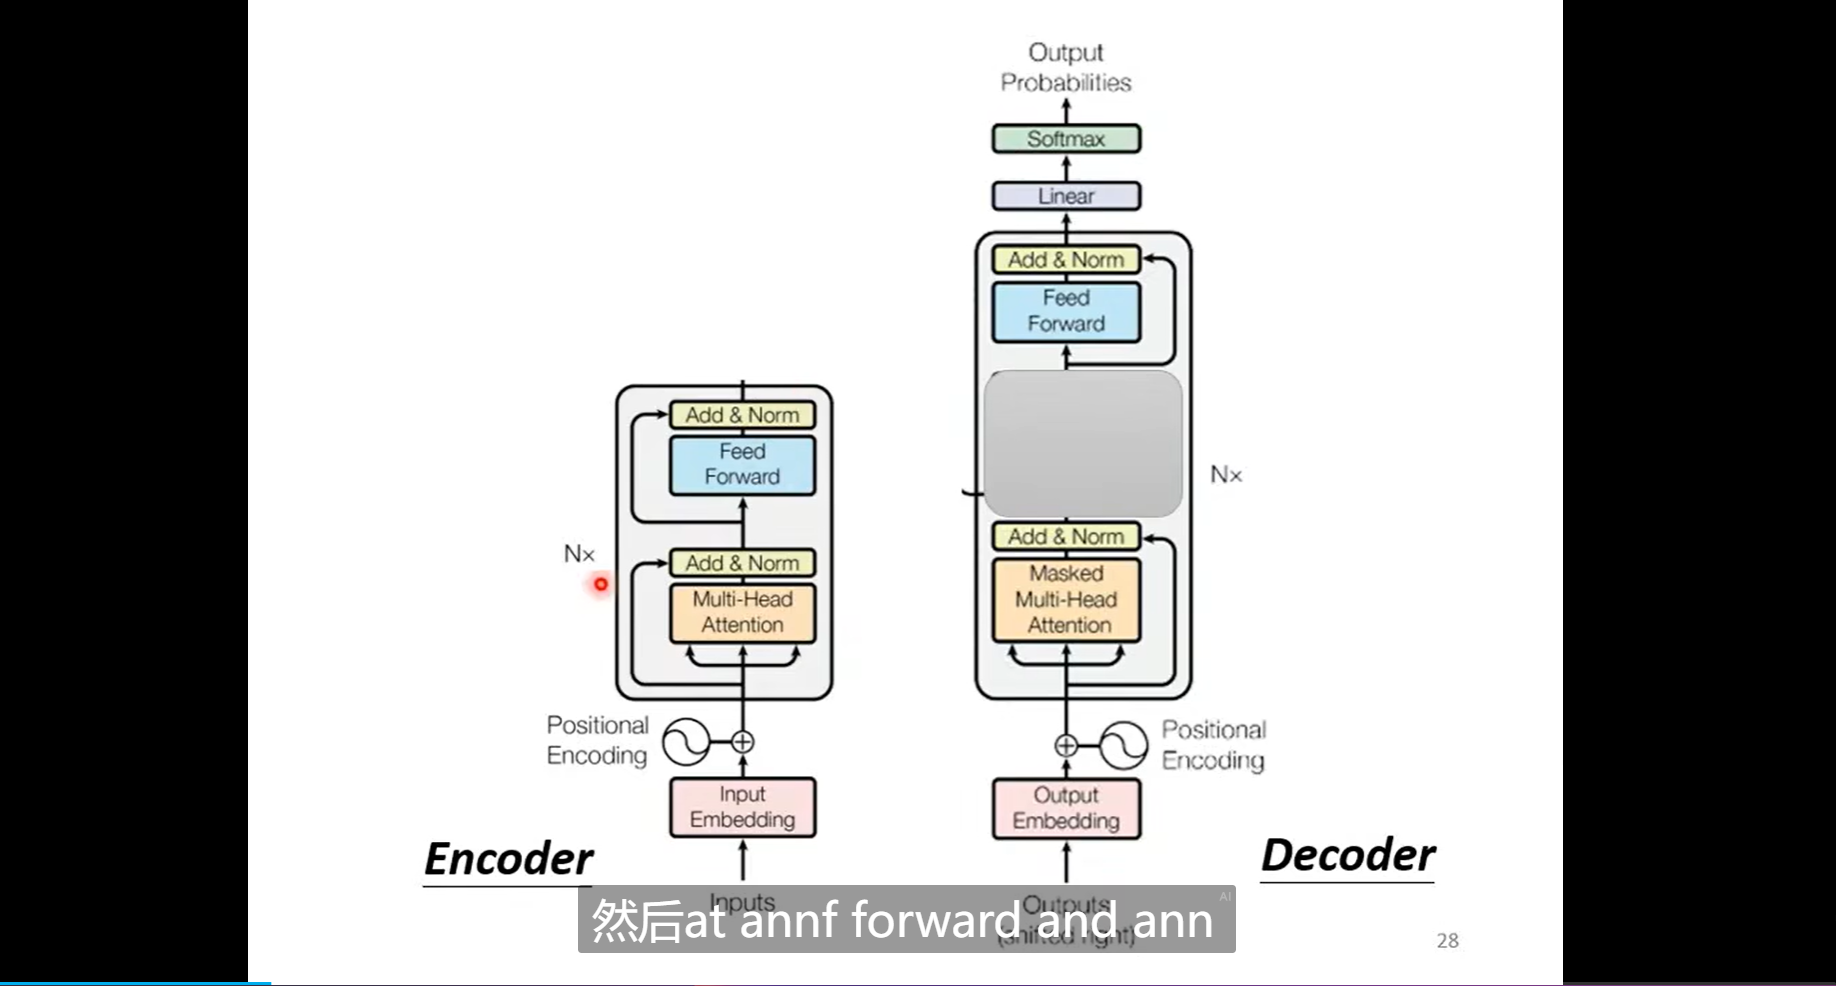 Output
Probabilities
Softmax
Linear
Add & Norm
Feed
Forward
Nx
Add & Norm
Masked
Multi-Head
Attention
Positional
Encoding
Output
Embedding
Decoder
Outputs
(shifted right)
Add & Norm
Feed
Forward
Nx
Add & Norm
Multi-Head
Attention
Positional
Encoding
Input
Embedding
Encoder
Inputs
然后at annf forward and ann
AI
28